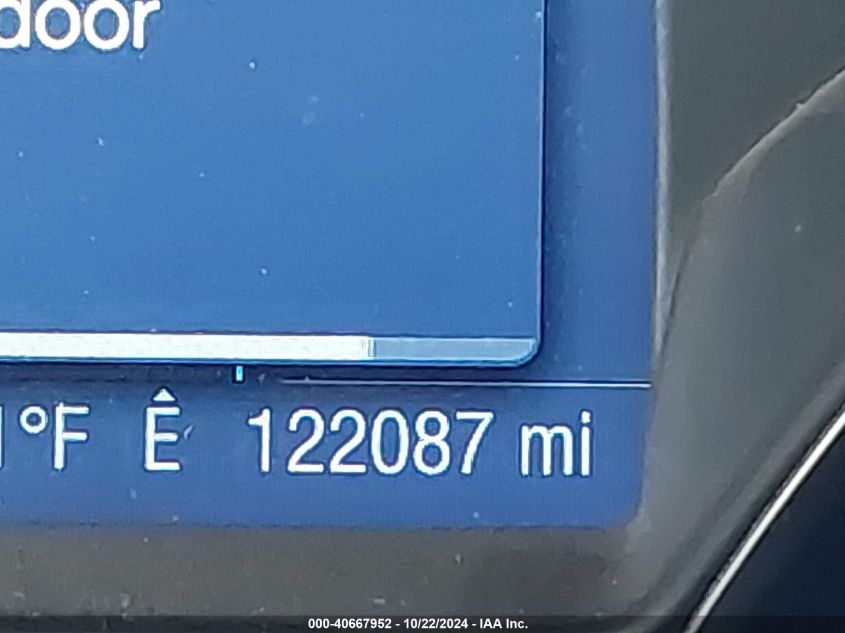 door
°F Ê 122087 mi
000-40667952 - 10/22/2024 - IAA Inc.